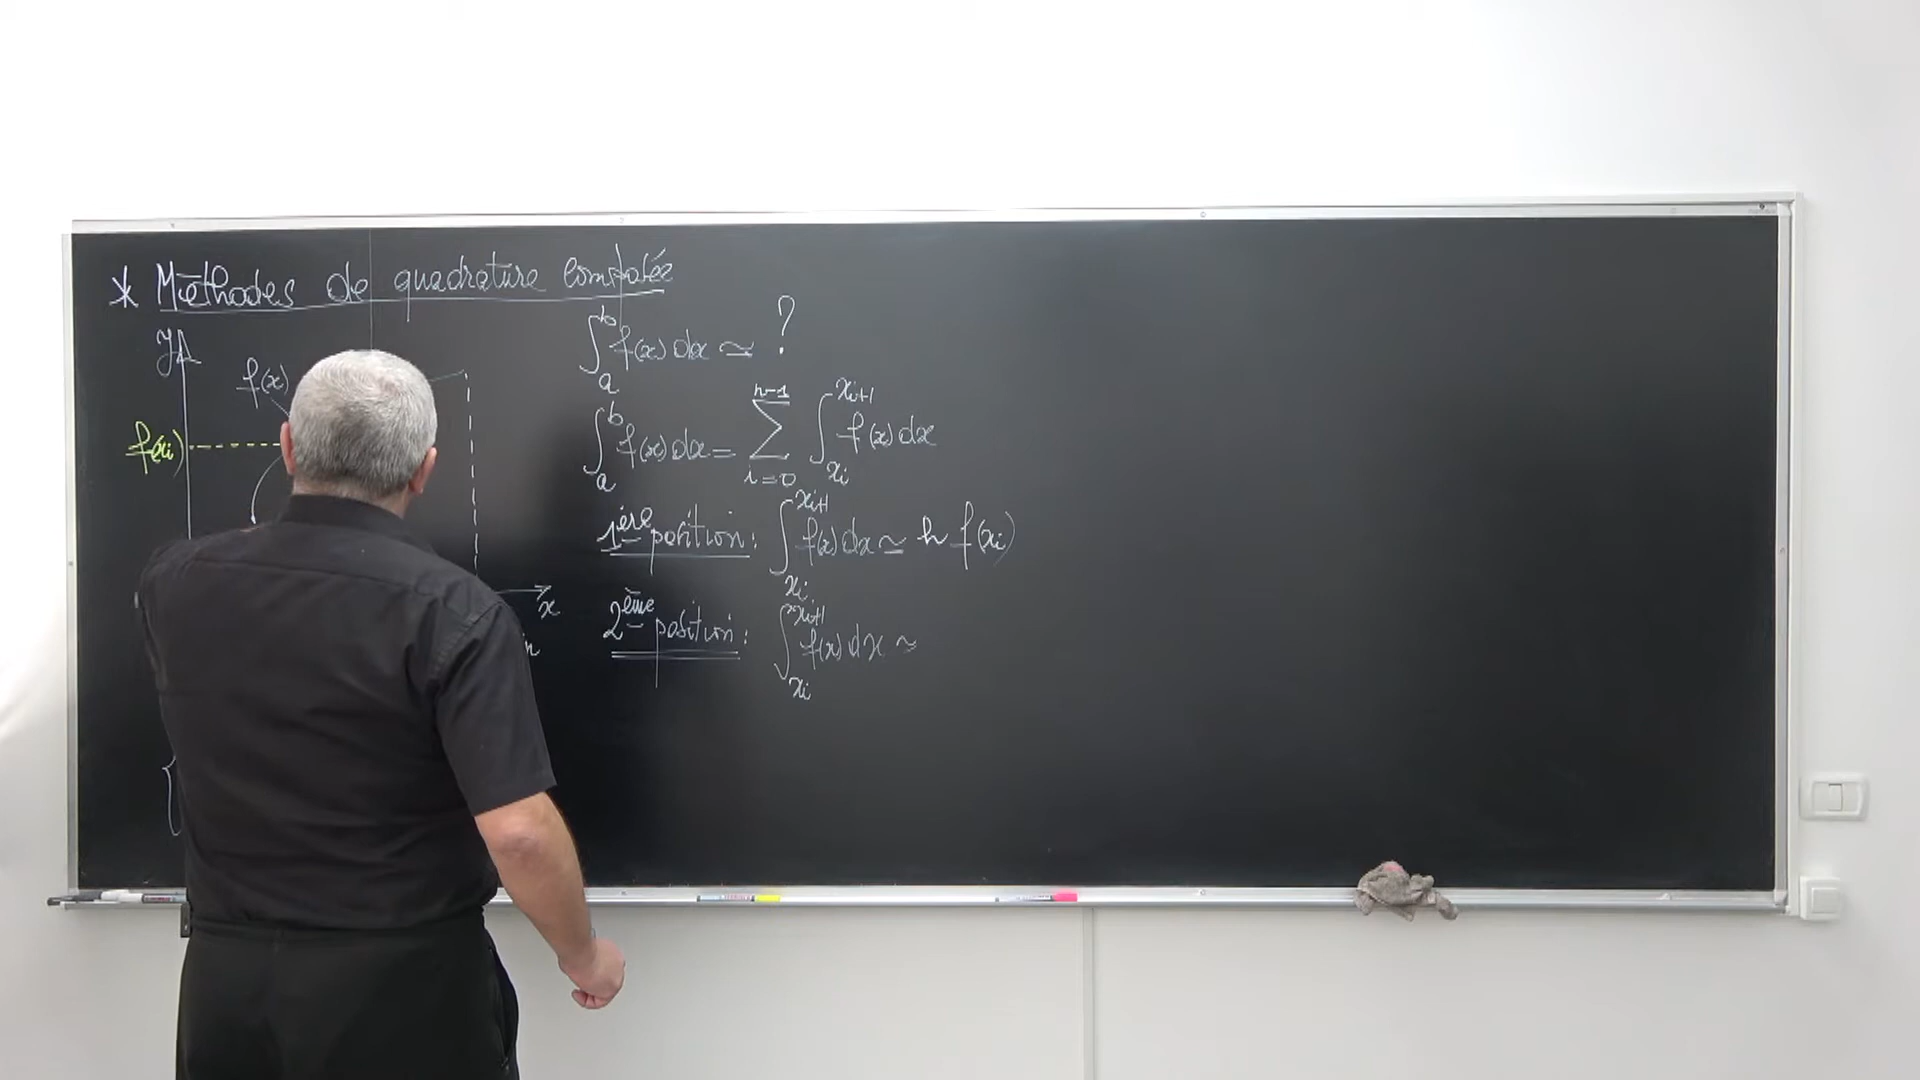 * Méthodes de quadrature composée
y
f(x)
f(xi)
x
n
∫_a^b f(x) dx ≃ ?
∫_a^b f(x) dx = ∑_{i=0}^{n-1} ∫_{xi}^{xi+1} f(x) dx
1ère position : ∫_{xi}^{xi+1} f(x) dx ≃ h f(xi)
2ème position : ∫_{xi}^{xi+1} f(x) dx ≃